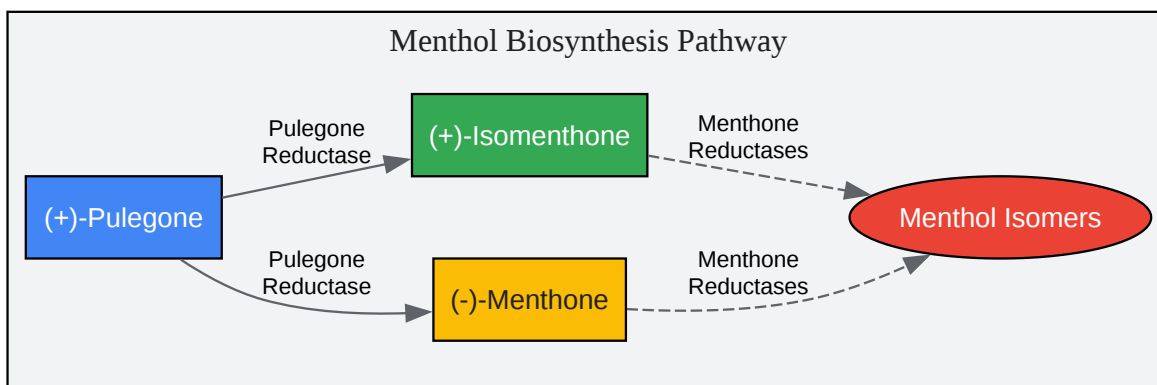 Menthol Biosynthesis Pathway
Pulegone
Reductase
(+)-Isomenthone
Menthone
Reductases
(+)-Pulegone
Menthol Isomers
Pulegone
Reductase
(-)-Menthone
Menthone
Reductases